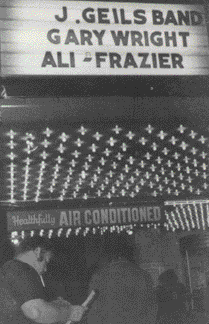 J. GEILS BAND
GARY WRIGHT
ALI - FRAZIER
Healthfully AIR CONDITIONED